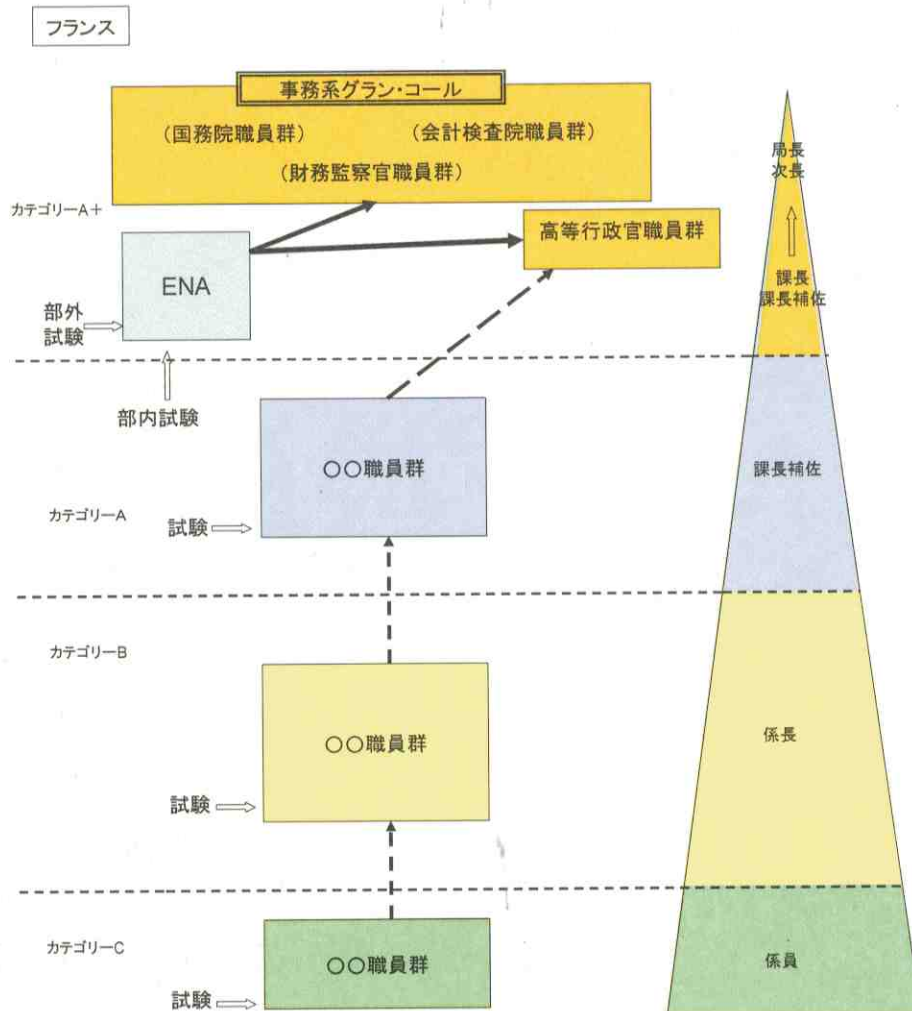 フランス
事務系グラン・コール
(国務院職員群)
(会計検査院職員群)
(財務監察官職員群)
カテゴリーA+
高等行政官職員群
ENA
部外
試験
部内試験
○○職員群
カテゴリーA
試験
カテゴリーB
○○職員群
試験
カテゴリーC
○○職員群
試験
局長
次長
課長
課長補佐
課長補佐
係長
係員